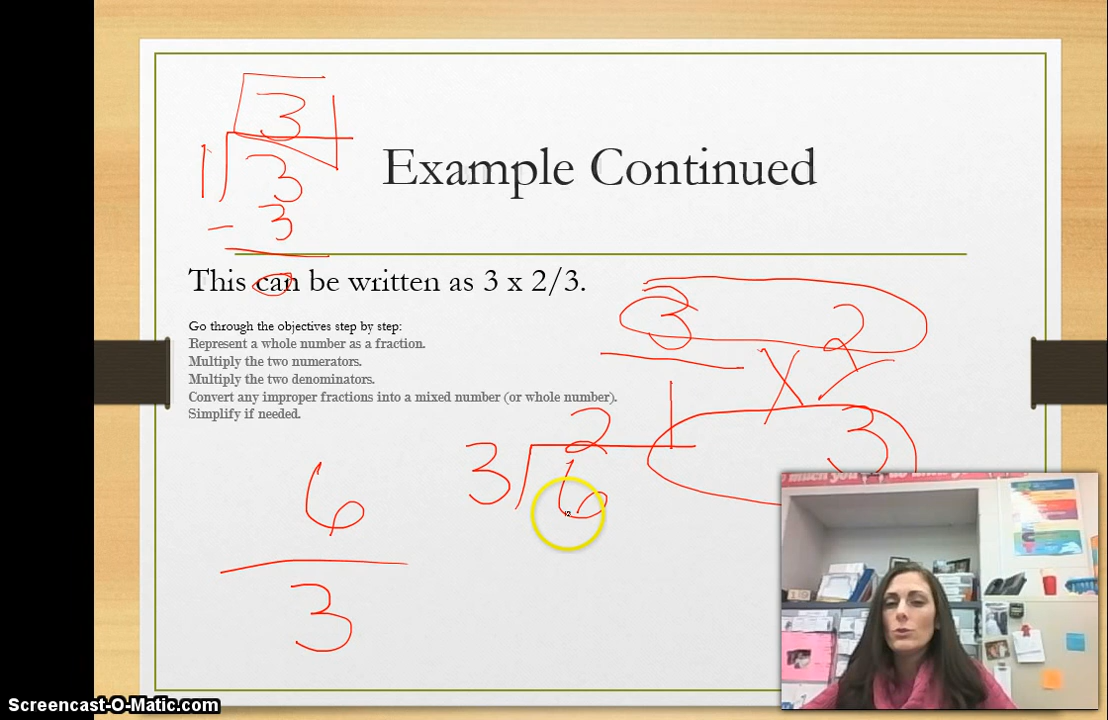 3
1 3
- 3
0
Example Continued
This can be written as 3 x 2/3.
Go through the objectives step by step:
Represent a whole number as a fraction.
Multiply the two numerators.
Multiply the two denominators.
Convert any improper fractions into a mixed number (or whole number).
Simplify if needed.
3 2
X
1 3
2
3 6
6
3
Screencast-O-Matic.com